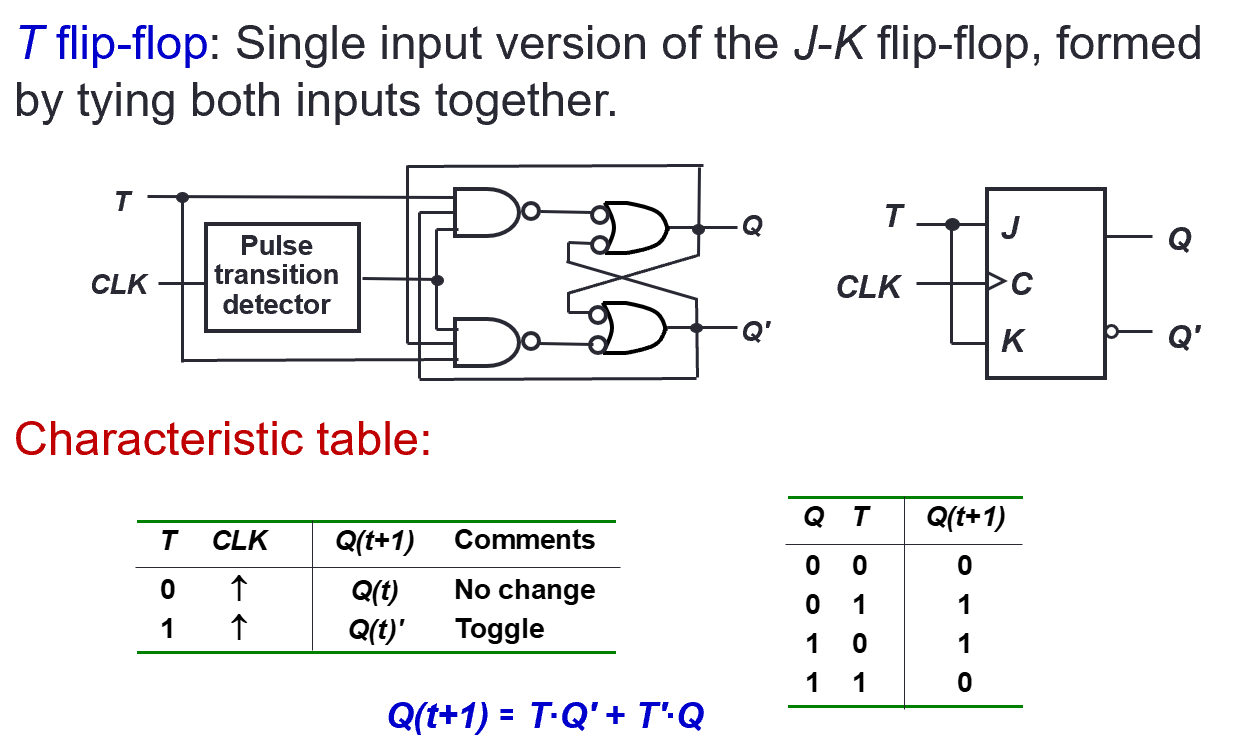 T flip-flop: Single input version of the J-K flip-flop, formed
by tying both inputs together.
T
CLK
Pulse
transition
detector
Q
Q'
T
CLK
J
C
K
Q
Q'
Characteristic table:
T CLK Q(t+1) Comments
0 ↑ Q(t) No change
1 ↑ Q(t)' Toggle
Q T Q(t+1)
0 0 0
0 1 1
1 0 1
1 1 0
Q(t+1) = T·Q' + T'·Q